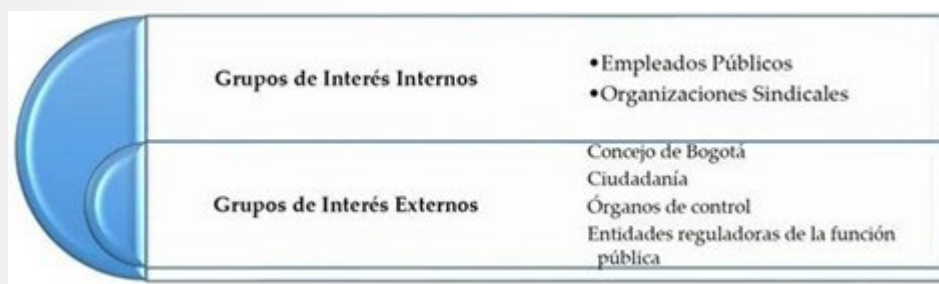 Grupos de Interés Internos
•Empleados Públicos
•Organizaciones Sindicales
Grupos de Interés Externos
Concejo de Bogotá
Ciudadanía
Órganos de control
Entidades reguladoras de la función
pública